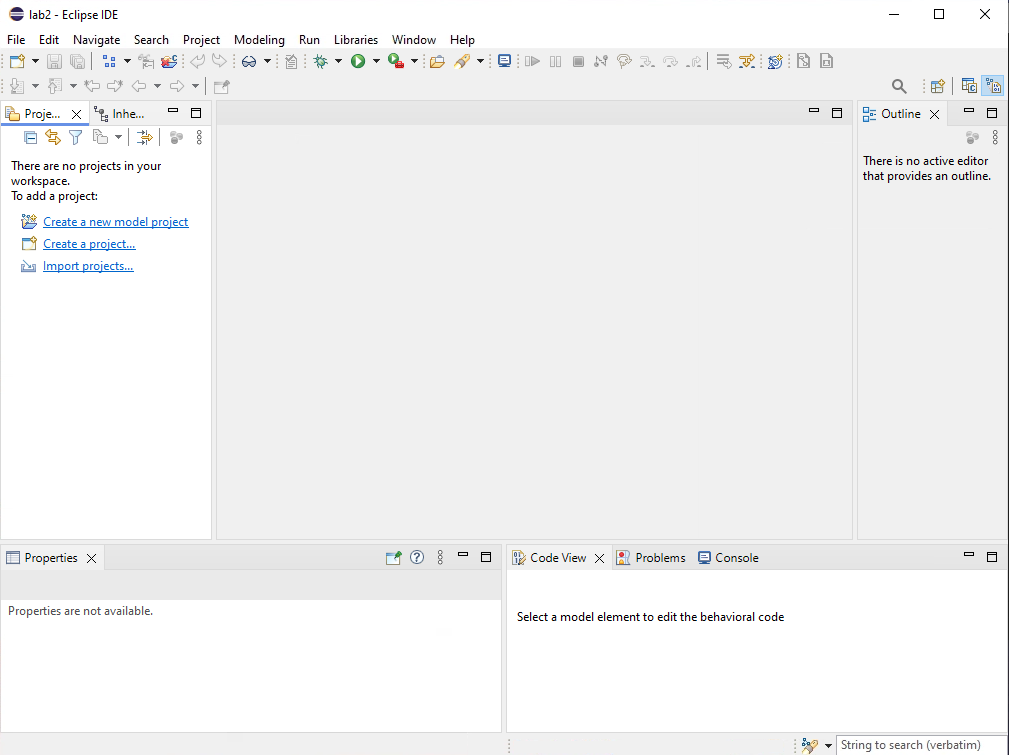 lab2 - Eclipse IDE
File Edit Navigate Search Project Modeling Run Libraries Window Help
Proje... Inhe...
Outline
There are no projects in your
workspace.
To add a project:
Create a new model project
Create a project...
Import projects...
There is no active editor
that provides an outline.
Properties
Code View Problems Console
Properties are not available.
Select a model element to edit the behavioral code
String to search (verbatim)